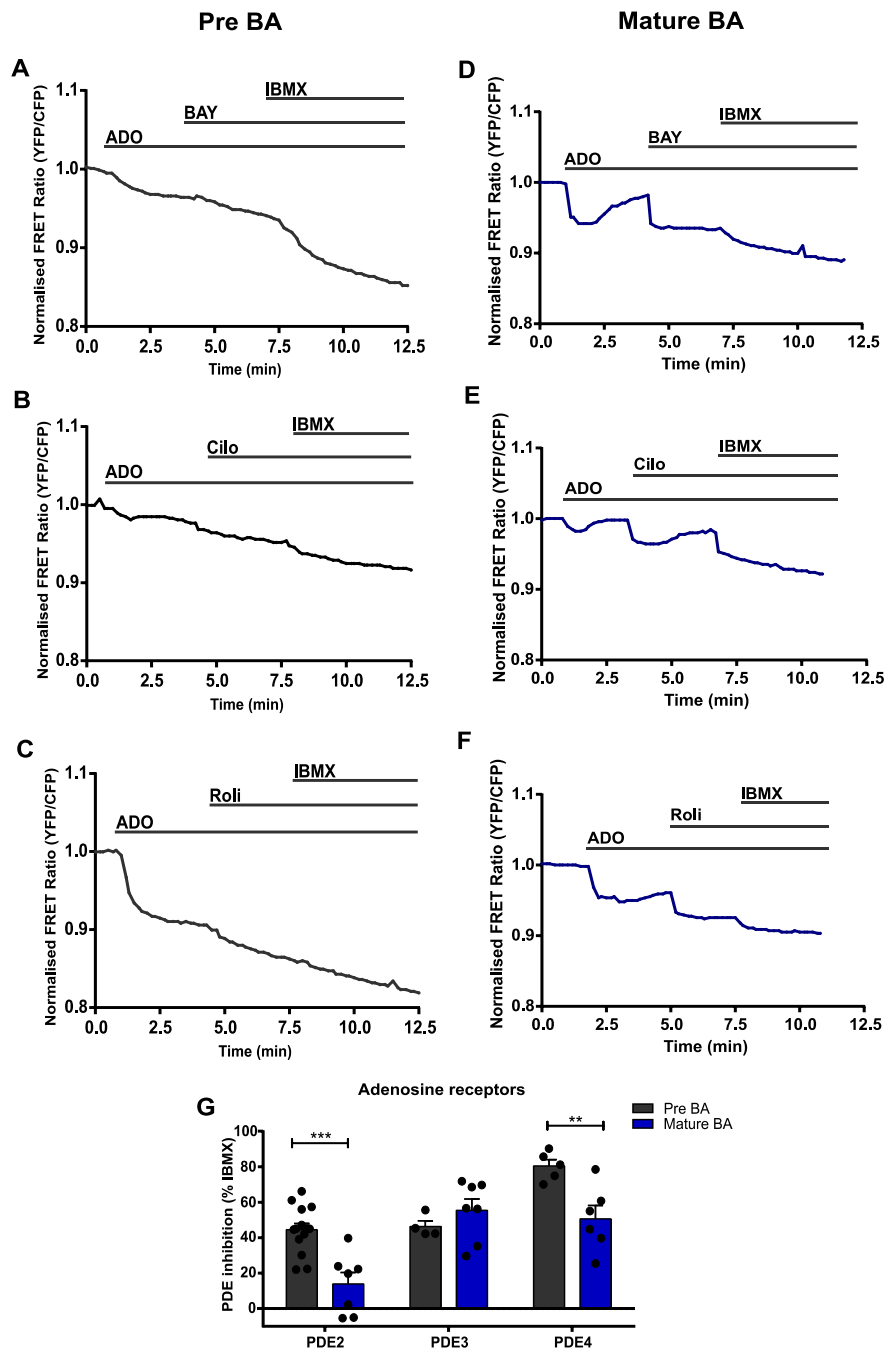 Pre BA
Mature BA
A
IBMX
BAY
ADO
Normalised FRET Ratio (YFP/CFP)
1.1
1.0
0.9
0.8
0.0 2.5 5.0 7.5 10.0 12.5
Time (min)
D
IBMX
BAY
ADO
Normalised FRET Ratio (YFP/CFP)
1.1
1.0
0.9
0.8
0.0 2.5 5.0 7.5 10.0 12.5
Time (min)
B
IBMX
Cilo
ADO
Normalised FRET Ratio (YFP/CFP)
1.1
1.0
0.9
0.8
0.0 2.5 5.0 7.5 10.0 12.5
Time (min)
E
IBMX
Cilo
ADO
Normalised FRET Ratio (YFP/CFP)
1.1
1.0
0.9
0.8
0.0 2.5 5.0 7.5 10.0 12.5
Time (min)
C
IBMX
Roli
ADO
Normalised FRET Ratio (YFP/CFP)
1.1
1.0
0.9
0.8
0.0 2.5 5.0 7.5 10.0 12.5
Time (min)
F
IBMX
Roli
ADO
Normalised FRET Ratio (YFP/CFP)
1.1
1.0
0.9
0.8
0.0 2.5 5.0 7.5 10.0 12.5
Time (min)
Adenosine receptors
G
Pre BA
Mature BA
***
**
PDE inhibition (% IBMX)
100
80
60
40
20
0
PDE2 PDE3 PDE4